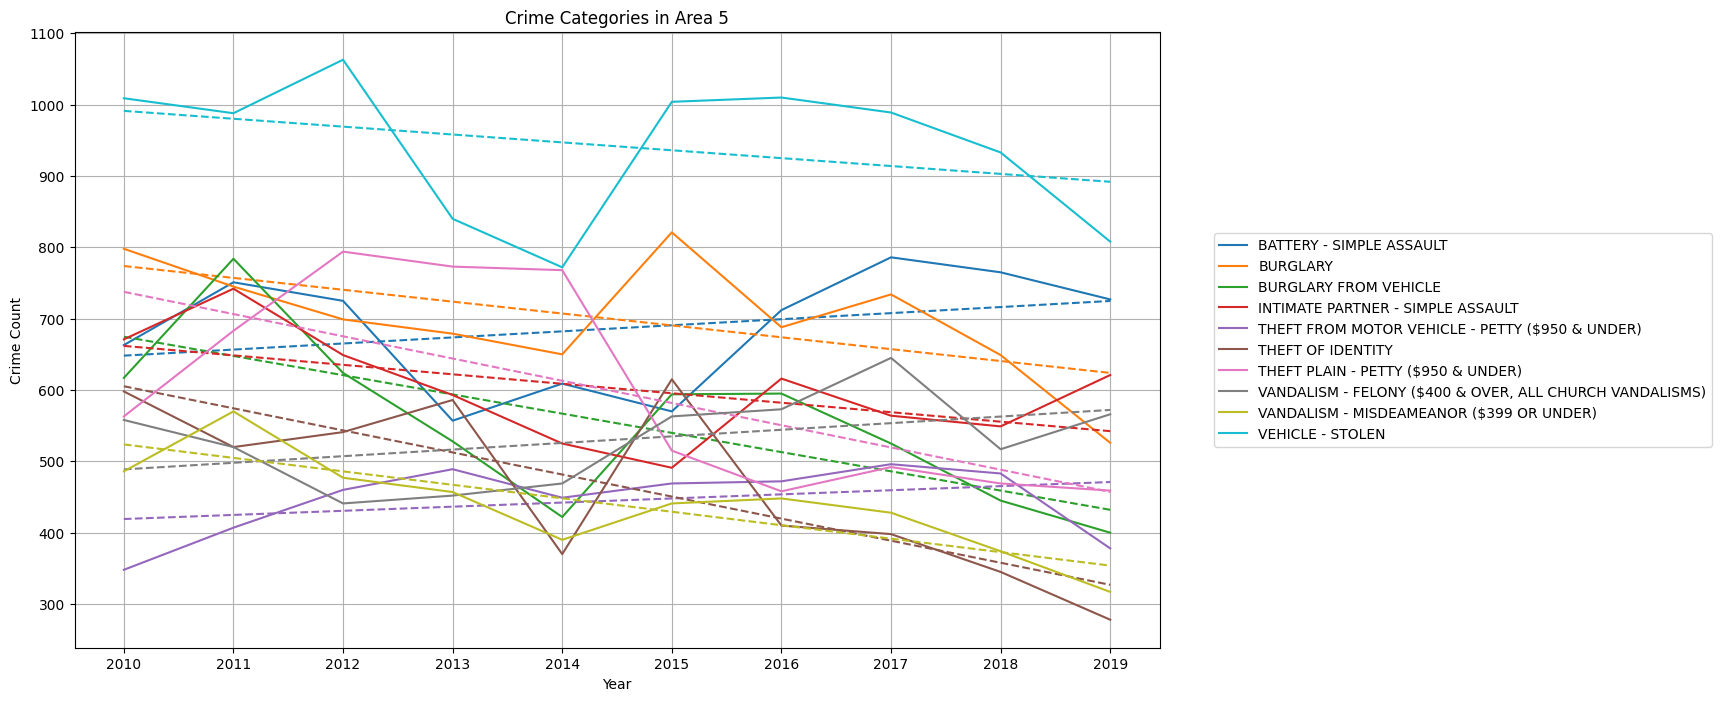 Crime Categories in Area 5
Crime Count
1100
1000
900
800
700
600
500
400
300
2010 2011 2012 2013 2014 2015 2016 2017 2018 2019
Year
BATTERY - SIMPLE ASSAULT
BURGLARY
BURGLARY FROM VEHICLE
INTIMATE PARTNER - SIMPLE ASSAULT
THEFT FROM MOTOR VEHICLE - PETTY ($950 & UNDER)
THEFT OF IDENTITY
THEFT PLAIN - PETTY ($950 & UNDER)
VANDALISM - FELONY ($400 & OVER, ALL CHURCH VANDALISMS)
VANDALISM - MISDEAMEANOR ($399 OR UNDER)
VEHICLE - STOLEN